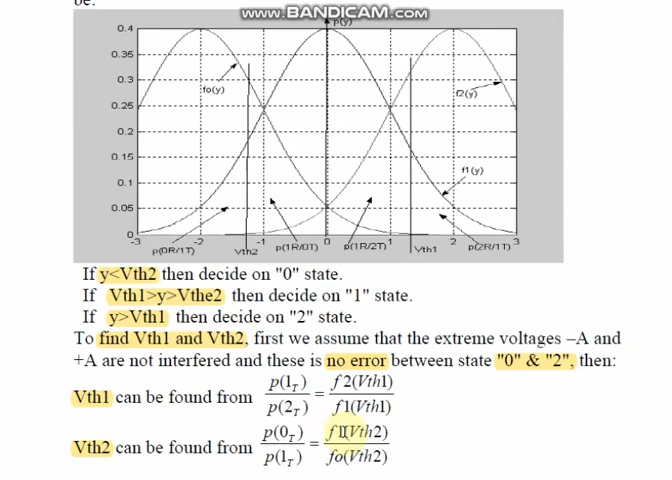 be:
www.BANDICAM.com
p(y)
0.4
0.35
0.3
0.25
0.2
0.15
0.1
0.05
0
fo(y)
f2(y)
f1(y)
-3 -2 -1 0 1 2 3
p(0R/1T) Vth2 p(1R/0T) p(1R/2T) Vth1 p(2R/1T)
If y<Vth2 then decide on "0" state.
If Vth1>y>Vthe2 then decide on "1" state.
If y>Vth1 then decide on "2" state.
To find Vth1 and Vth2, first we assume that the extreme voltages –A and
+A are not interfered and these is no error between state "0" & "2", then:
Vth1 can be found from p(1T)/p(2T) = f2(Vth1)/f1(Vth1)
Vth2 can be found from p(0T)/p(1T) = f1(Vth2)/fo(Vth2)